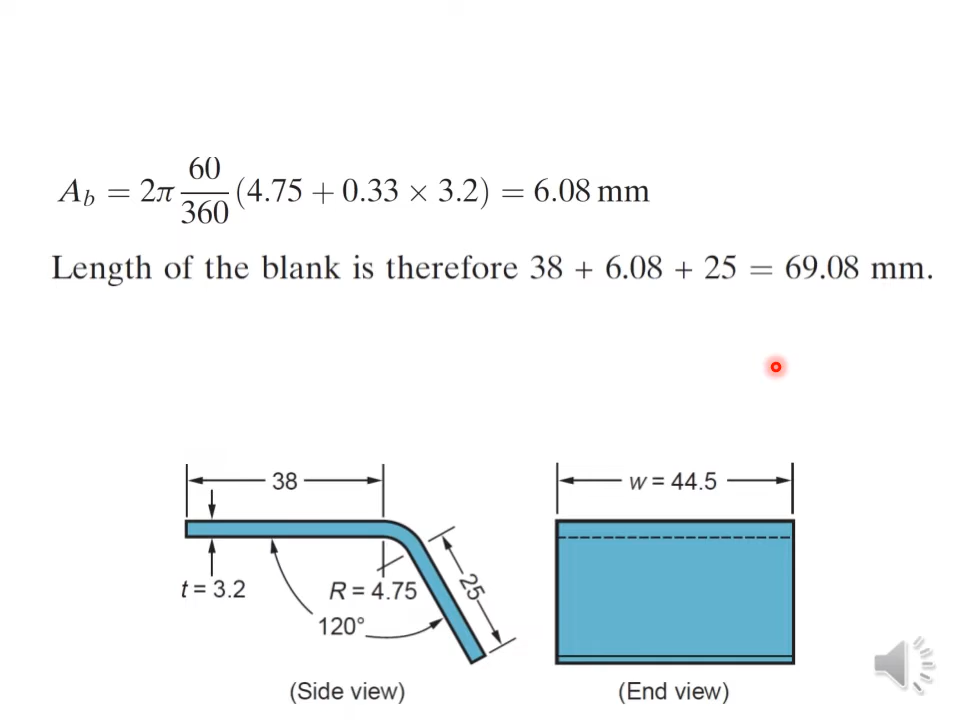 A_b = 2π 60/360 (4.75 + 0.33 × 3.2) = 6.08 mm
Length of the blank is therefore 38 + 6.08 + 25 = 69.08 mm.
38
w = 44.5
t = 3.2
R = 4.75
25
120°
(Side view)
(End view)